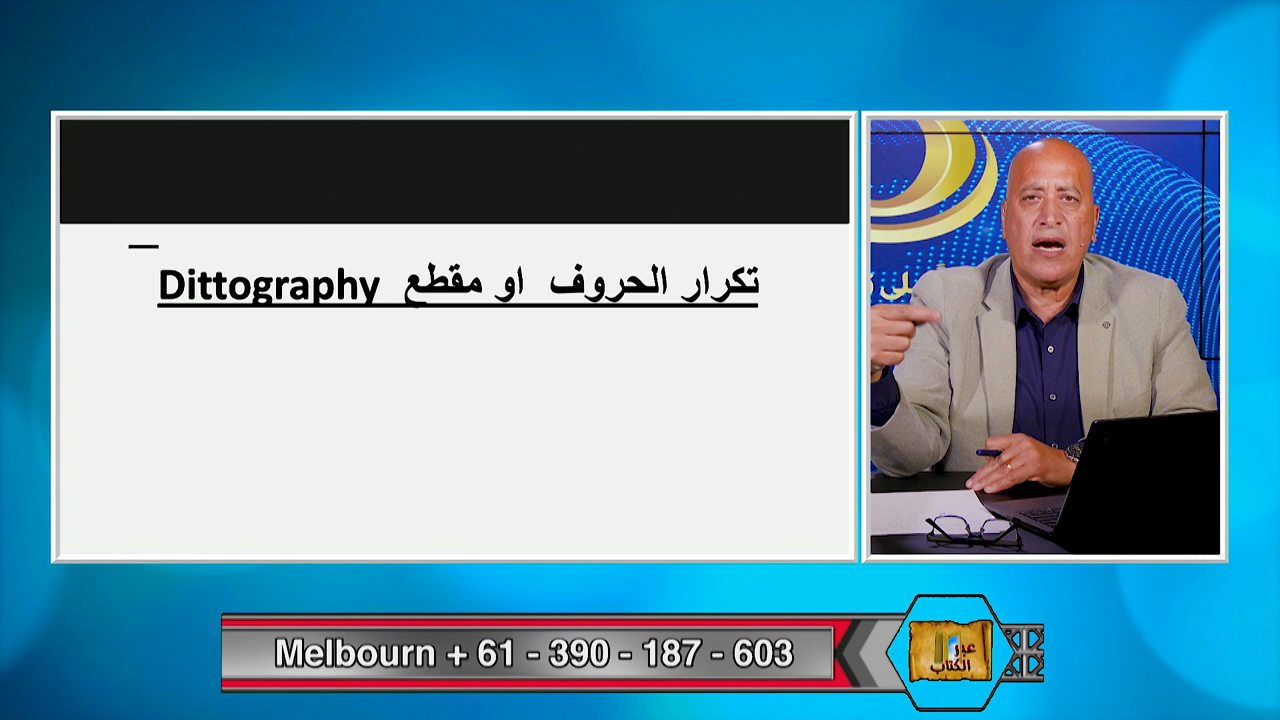 تكرار الحروف او مقطع Dittography
Melbourn + 61 - 390 - 187 - 603
عبر
الكتاب